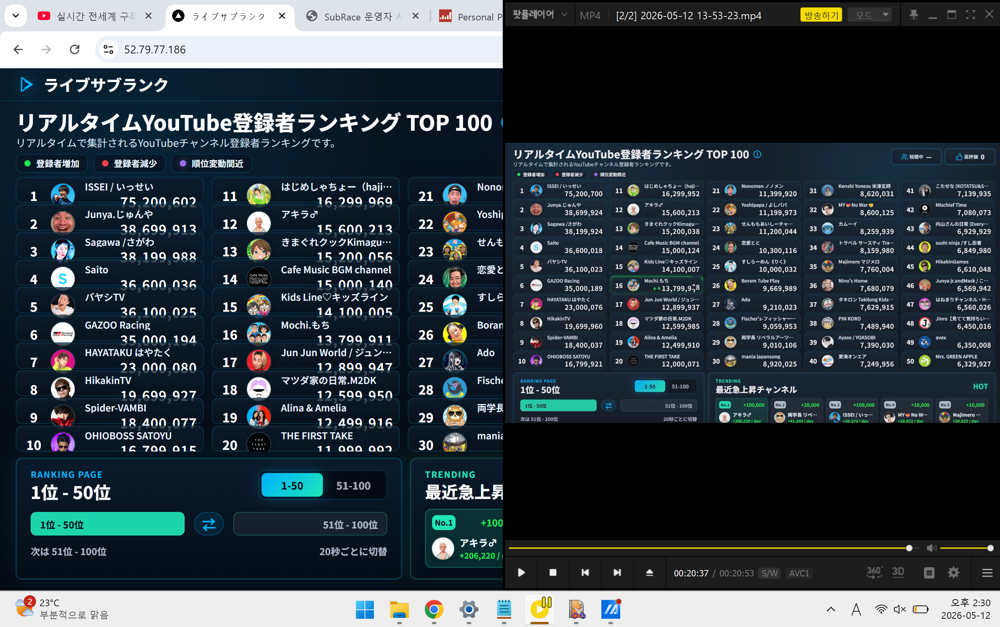 실시간 전세계 구독
ライブサブランク
SubRace 운영자
Personal P
52.79.77.186
ライブサブランク
リアルタイムYouTube登録者ランキング TOP 100
リアルタイムで集計されるYouTubeチャンネル登録者ランキングです。
登録者増加
登録者減少
順位変動間近
1
ISSEI / いっせい
75,200,602
2
Junya.じゅんや
38,699,913
3
Sagawa /さがわ
38,199,988
4
Saito
36,600,036
5
バヤシTV
36,100,025
6
GAZOO Racing
35,000,194
7
HAYATAKU はやたく
23,000,080
8
HikakinTV
19,699,927
9
Spider-VAMBI
18,400,077
10
OHIOBOSS SATOYU
16,799,915
11
はじめしゃちょー（haji…
16,299,969
12
アキラ♂
15,600,213
13
きまぐれクックKimagu…
15,200,056
14
Cafe Music BGM channel
15,000,140
15
Kids Line♡キッズライン
14,100,005
16
Mochi.もち
13,799,911
17
Jun Jun World / ジュン…
12,899,947
18
マツダ家の日常.M2DK
12,599,950
19
Alina & Amelia
12,499,916
20
THE FIRST TAKE
11,999,992
21
Nono
22
Yoship
23
せんも
24
恋愛と
25
すしら
26
Boram
27
Ado
28
Fische
29
両学長
30
mania
RANKING PAGE
1位 - 50位
1-50
51-100
1位 - 50位
51位 - 100位
次は 51位 - 100位
20秒ごとに切替
TRENDING
最近急上昇
No.1
+100
アキラ♂
+206,220 /
팟플레이어
MP4
[2/2] 2026-05-12 13-53-23.mp4
방송하기
모드
リアルタイムYouTube登録者ランキング TOP 100
リアルタイムで集計されるYouTubeチャンネル登録者ランキングです。
視聴中 —
高評価 0
登録者増加
登録者減少
順位変動間近
1
ISSEI / いっせい
75,200,700
2
Junya.じゅんや
38,699,924
3
Sagawa /さがわ
38,199,924
4
Saito
36,600,018
5
バヤシTV
36,100,023
6
GAZOO Racing
35,000,189
7
HAYATAKU はやたく
23,000,076
8
HikakinTV
19,699,960
9
Spider-VAMBI
18,400,037
10
OHIOBOSS SATOYU
16,799,921
11
はじめしゃちょー（haji…
16,299,952
12
アキラ♂
15,600,213
13
きまぐれクックKimagu…
15,200,038
14
Cafe Music BGM channel
15,000,124
15
Kids Line♡キッズライン
14,100,007
16
Mochi.もち
▲4
17
Jun Jun World / ジュン…
12,899,937
18
マツダ家の日常.M2DK
12,599,985
19
Alina & Amelia
12,499,910
20
THE FIRST TAKE
12,000,071
21
Nonomen ノノメン
11,399,920
22
Yoshipapa / よしパパ
11,199,973
23
せんももあいしーチャ…
11,200,044
24
恋愛とと
10,300,116
25
すしらーめん《りく》
10,000,032
26
Boram Tube Play
9,669,989
27
Ado
9,210,023
28
Fischer's-フィッシャー…
9,059,953
29
両学長 リベラルアーツ…
9,010,106
30
mania japansong
8,920,025
31
Kenshi Yonezu 米津玄師
8,620,031
32
MY❤No War🧡
8,600,125
33
カムーイ
8,259,939
34
トラベル サースティ Tra…
8,159,980
35
Majimero マジメロ
7,760,004
36
Nino's Home
7,680,079
37
タキロン Takilong Kids…
7,629,915
38
PIN KORO
7,489,940
39
Ayase / YOASOBI
7,390,030
40
東海オンエア
7,249,956
41
こたせな (KOTATSU&S…
7,139,935
42
Mischief Time
7,080,073
43
内山さんの日常 (Every…
6,929,929
44
sushi ninja /すし忍者
6,849,980
45
HikakinGames
6,610,048
46
Junya jr.andMask / こ…
6,569,942
47
はねまりチャンネル・H…
6,560,026
48
Jinro【見てて気持ちい…
6,450,016
49
avex
6,350,008
50
Mrs. GREEN APPLE
6,329,927
RANKING PAGE
1位 - 50位
1-50
51-100
1位 - 50位
51位 - 100位
次は 51位 - 100位
20秒ごとに切替
TRENDING
最近急上昇チャンネル
HOT
No.1
+100,000
アキラ♂
+206,220 / day
No.2
+20,000
両学長 リベ…
+41,244 / day
No.3
+100,000
ISSEI / いっ…
+30,373 / day
No.4
+10,000
MY❤No W…
+20,622 / day
No.5
+10,000
Majimero …
+20,622 / day
00:20:37 / 00:20:53
S/W
AVC1
360°
3D
2
23°C
부분적으로 맑음
A
오후 2:30
2026-05-12